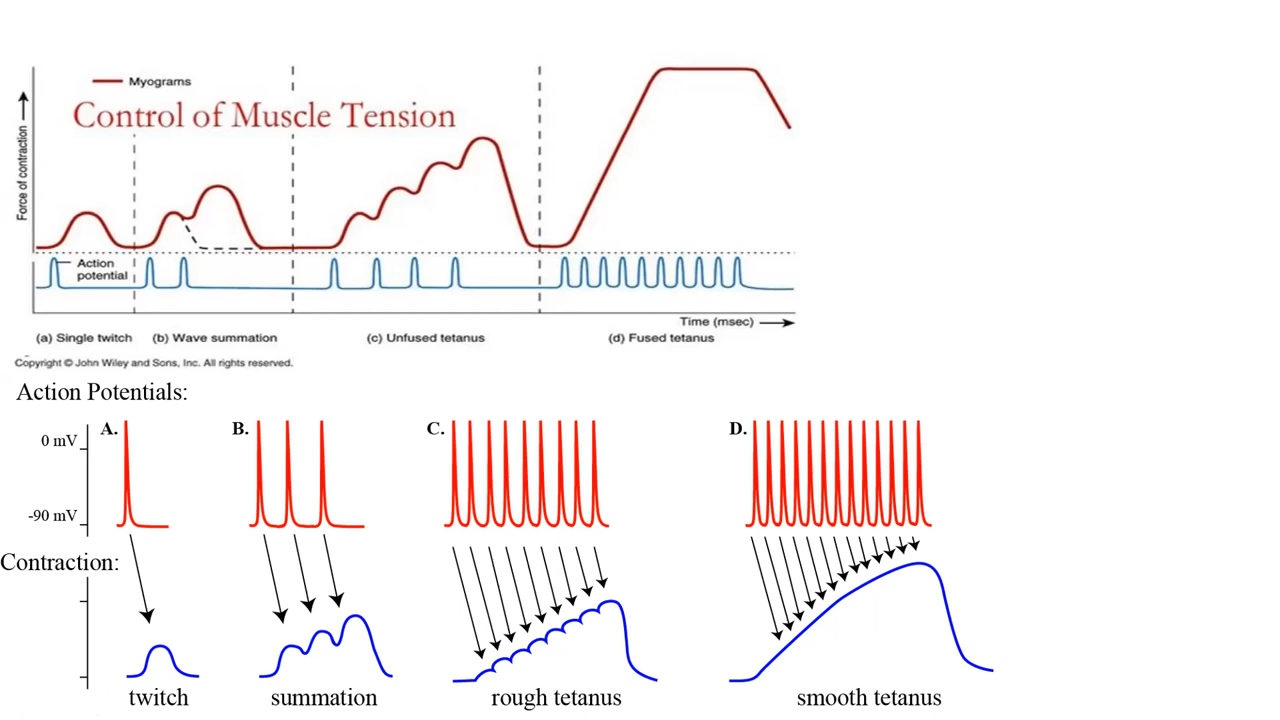 Myograms
Control of Muscle Tension
Force of contraction
Action
potential
Time (msec)
(a) Single twitch (b) Wave summation (c) Unfused tetanus (d) Fused tetanus
Copyright © John Wiley and Sons, Inc. All rights reserved.
Action Potentials:
A. B. C. D.
0 mV
-90 mV
Contraction:
twitch summation rough tetanus smooth tetanus